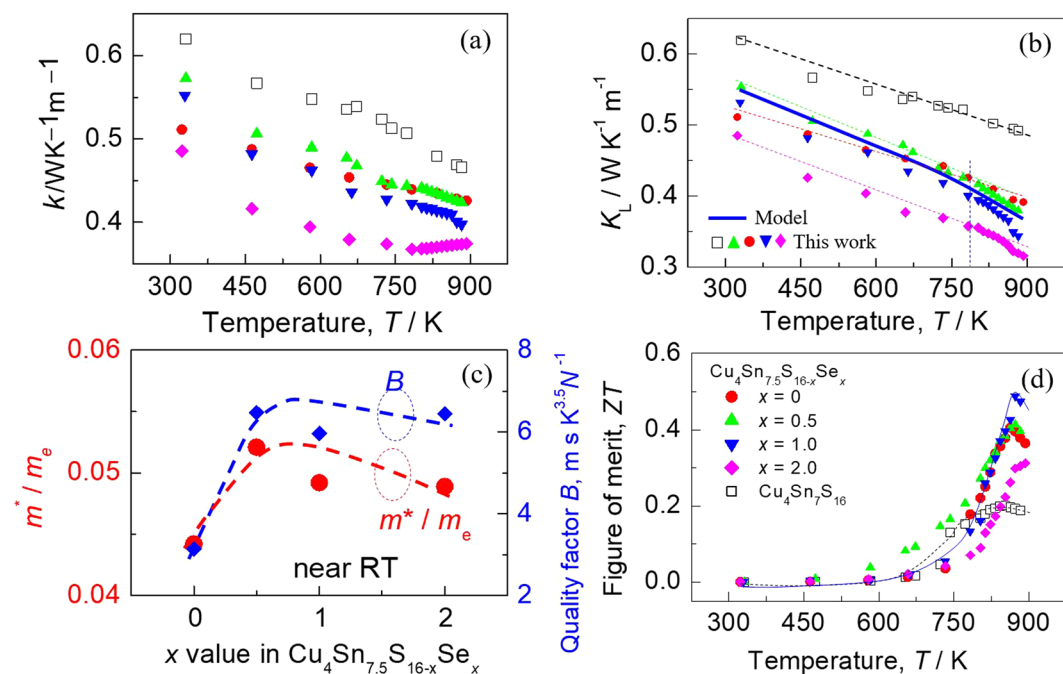 (a)
0.6
0.5
0.4
k/WK−1m−1
300 450 600 750 900
Temperature, T / K
(b)
0.6
0.5
0.4
0.3
K_L / W K⁻¹ m⁻¹
Model
This work
300 450 600 750 900
Temperature, T / K
(c)
0.06
0.05
0.04
m* / mₑ
8
6
4
2
Quality factor B, m s K³·⁵N⁻¹
B
m* / mₑ
near RT
0 1 2
x value in Cu₄Sn₇.₅S₁₆₋ₓSeₓ
(d)
0.6
0.4
0.2
0.0
Figure of merit, ZT
Cu₄Sn₇.₅S₁₆₋ₓSeₓ
x = 0
x = 0.5
x = 1.0
x = 2.0
Cu₄Sn₇S₁₆
300 450 600 750 900
Temperature, T / K